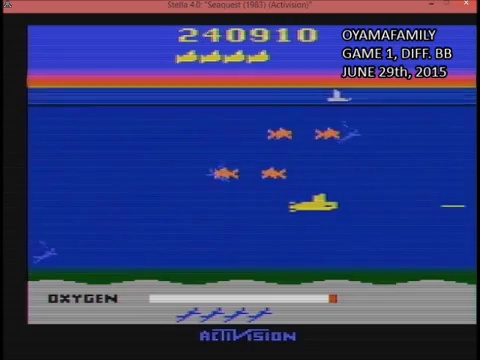 Stella 4.0: "Seaquest (1983) (Activision)"
240910
OYAMAFAMILY
GAME 1, DIFF. BB
JUNE 29th, 2015
OXYGEN
ACTIVISION